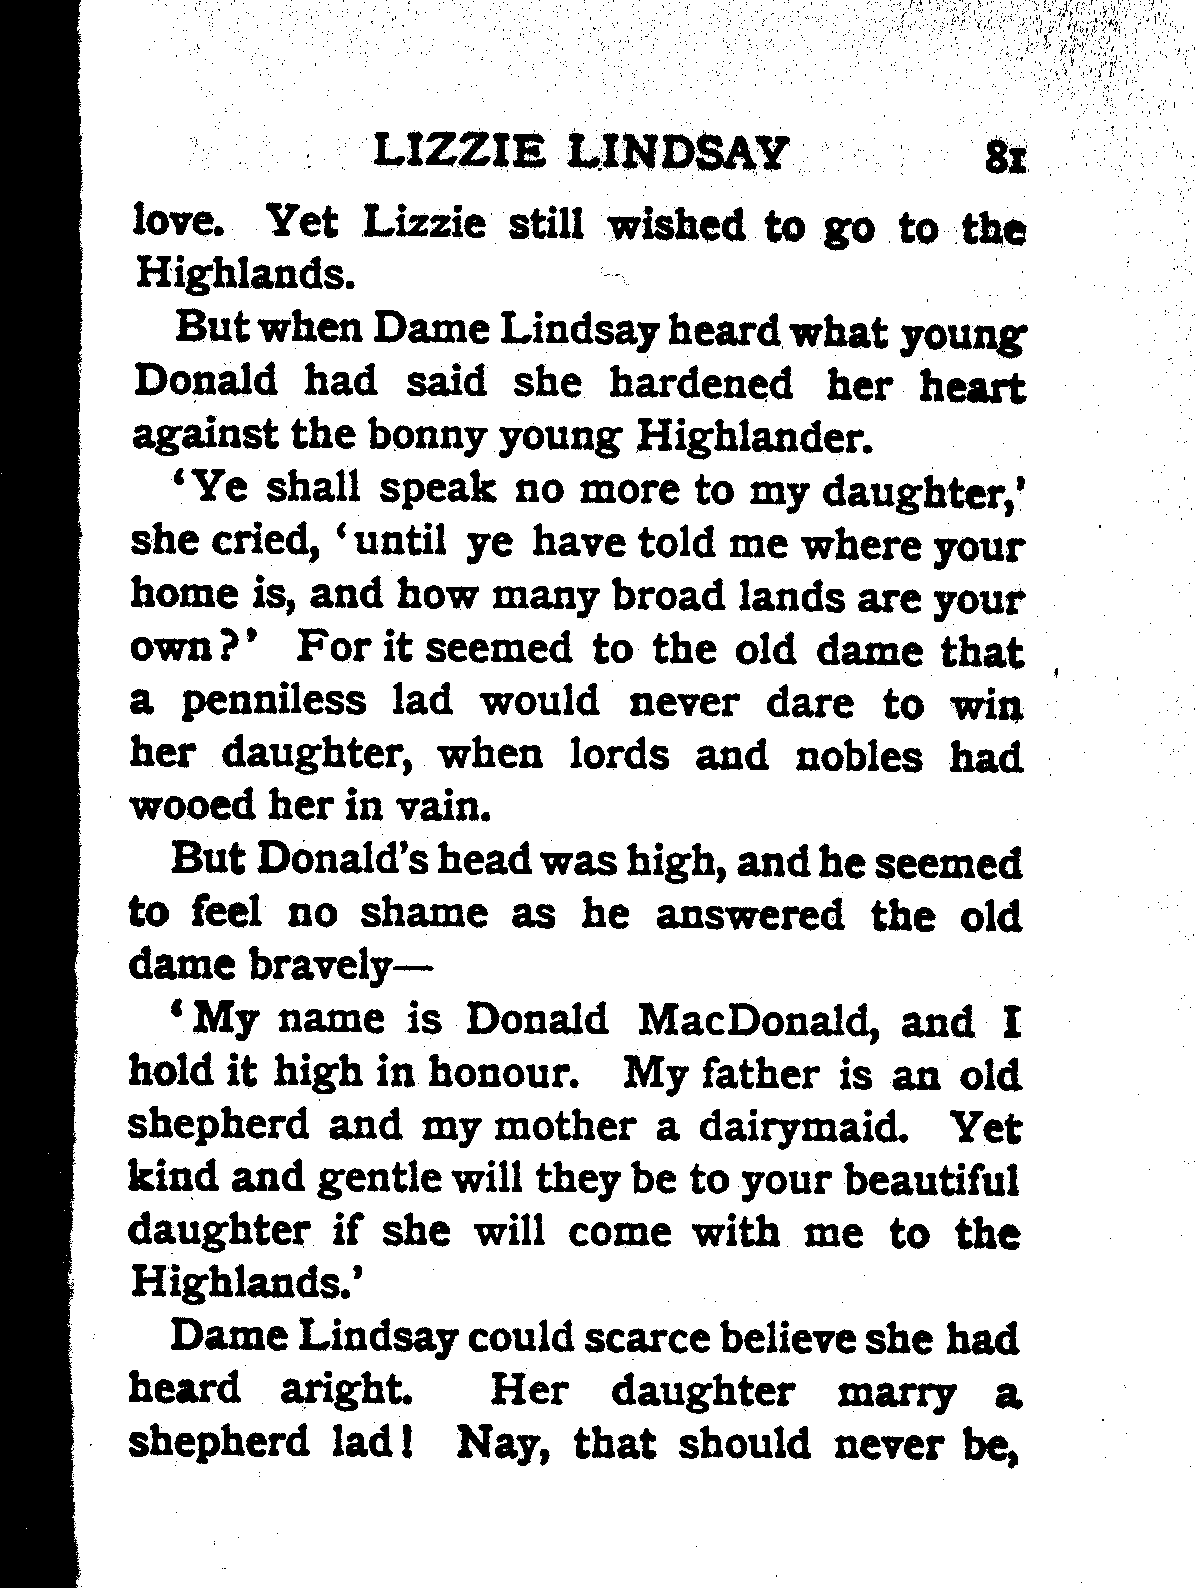 LIZZIE LINDSAY 81
love. Yet Lizzie still wished to go to the
Highlands.
But when Dame Lindsay heard what young
Donald had said she hardened her heart
against the bonny young Highlander.
‘Ye shall speak no more to my daughter,’
she cried, ‘until ye have told me where your
home is, and how many broad lands are your
own?’ For it seemed to the old dame that
a penniless lad would never dare to win
her daughter, when lords and nobles had
wooed her in vain.
But Donald’s head was high, and he seemed
to feel no shame as he answered the old
dame bravely—
‘My name is Donald MacDonald, and I
hold it high in honour. My father is an old
shepherd and my mother a dairymaid. Yet
kind and gentle will they be to your beautiful
daughter if she will come with me to the
Highlands.’
Dame Lindsay could scarce believe she had
heard aright. Her daughter marry a
shepherd lad! Nay, that should never be,